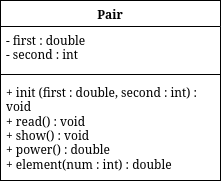 Pair
- first : double
- second : int
+ init (first : double, second : int) :
void
+ read() : void
+ show() : void
+ power() : double
+ element(num : int) : double